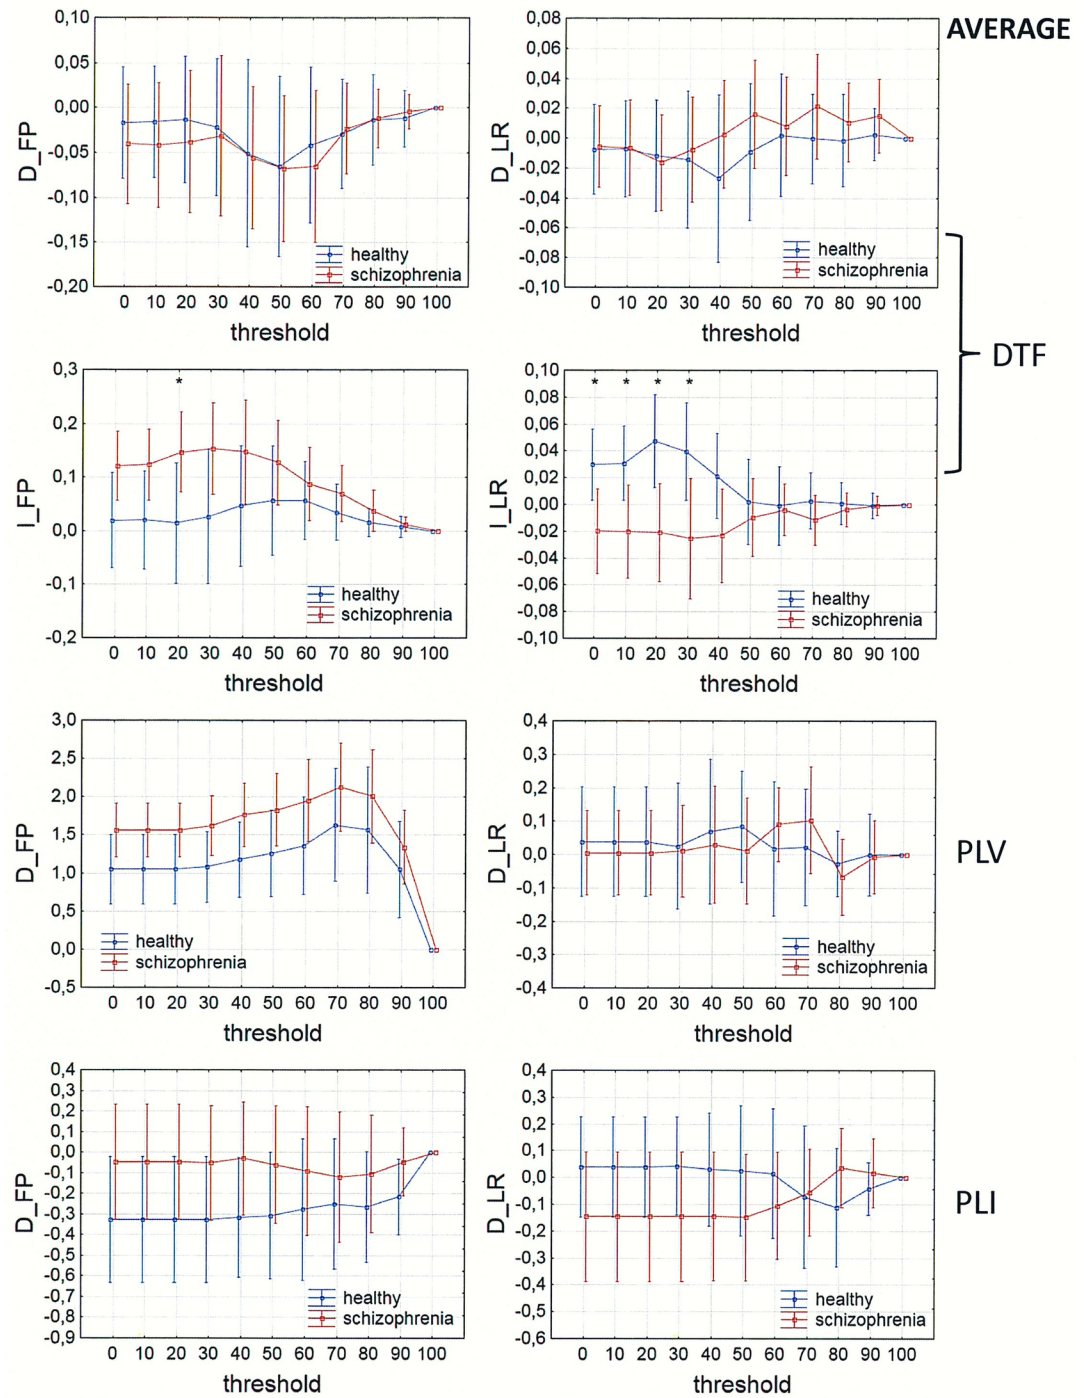 AVERAGE
0,10
0,05
0,00
-0,05
-0,10
-0,15
-0,20
D_FP
healthy
schizophrenia
0 10 20 30 40 50 60 70 80 90 100
threshold
0,08
0,06
0,04
0,02
0,00
-0,02
-0,04
-0,06
-0,08
-0,10
D_LR
healthy
schizophrenia
0 10 20 30 40 50 60 70 80 90 100
threshold
DTF
0,3
0,2
0,1
0,0
-0,1
-0,2
I_FP
*
healthy
schizophrenia
0 10 20 30 40 50 60 70 80 90 100
threshold
0,10
0,08
0,06
0,04
0,02
0,00
-0,02
-0,04
-0,06
-0,08
-0,10
I_LR
* * * *
healthy
schizophrenia
0 10 20 30 40 50 60 70 80 90 100
threshold
3,0
2,5
2,0
1,5
1,0
0,5
0,0
-0,5
D_FP
healthy
schizophrenia
0 10 20 30 40 50 60 70 80 90 100
threshold
0,4
0,3
0,2
0,1
0,0
-0,1
-0,2
-0,3
-0,4
D_LR
healthy
schizophrenia
0 10 20 30 40 50 60 70 80 90 100
threshold
PLV
0,4
0,3
0,2
0,1
0,0
-0,1
-0,2
-0,3
-0,4
-0,5
-0,6
-0,7
-0,8
-0,9
D_FP
healthy
schizophrenia
0 10 20 30 40 50 60 70 80 90 100
threshold
0,4
0,3
0,2
0,1
0,0
-0,1
-0,2
-0,3
-0,4
-0,5
-0,6
D_LR
healthy
schizophrenia
0 10 20 30 40 50 60 70 80 90 100
threshold
PLI